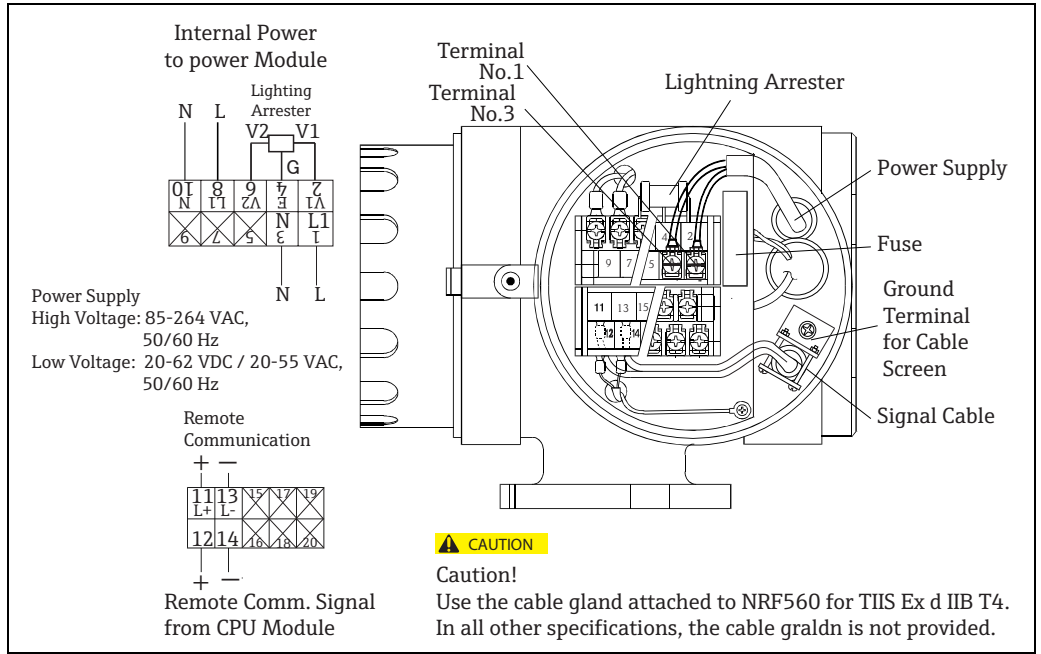 Internal Power
to power Module
Lighting
Arrester
N L
V2 V1
G
10 8 6 4 2
N L1 V2 E V1
N L1
9 7 5 3 1
N L
Power Supply
High Voltage: 85-264 VAC,
50/60 Hz
Low Voltage: 20-62 VDC / 20-55 VAC,
50/60 Hz
Remote
Communication
+ −
11 13 15 17 19
L+ L-
12 14 16 18 20
+ −
Remote Comm. Signal
from CPU Module
Terminal
No.1
Terminal
No.3
Lightning Arrester
4 2
9 7 5
11 13 15
12 14
Power Supply
Fuse
Ground
Terminal
for Cable
Screen
Signal Cable
CAUTION
Caution!
Use the cable gland attached to NRF560 for TIIS Ex d IIB T4.
In all other specifications, the cable graldn is not provided.